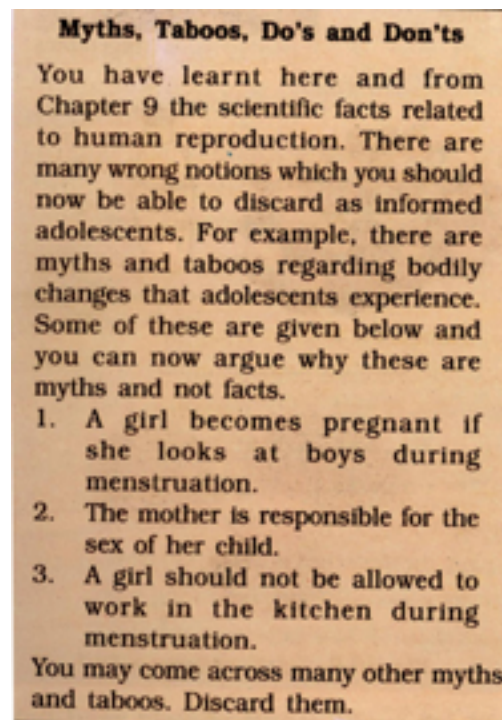 Myths, Taboos, Do's and Don'ts
You have learnt here and from
Chapter 9 the scientific facts related
to human reproduction. There are
many wrong notions which you should
now be able to discard as informed
adolescents. For example, there are
myths and taboos regarding bodily
changes that adolescents experience.
Some of these are given below and
you can now argue why these are
myths and not facts.
1. A girl becomes pregnant if
she looks at boys during
menstruation.
2. The mother is responsible for the
sex of her child.
3. A girl should not be allowed to
work in the kitchen during
menstruation.
You may come across many other myths
and taboos. Discard them.